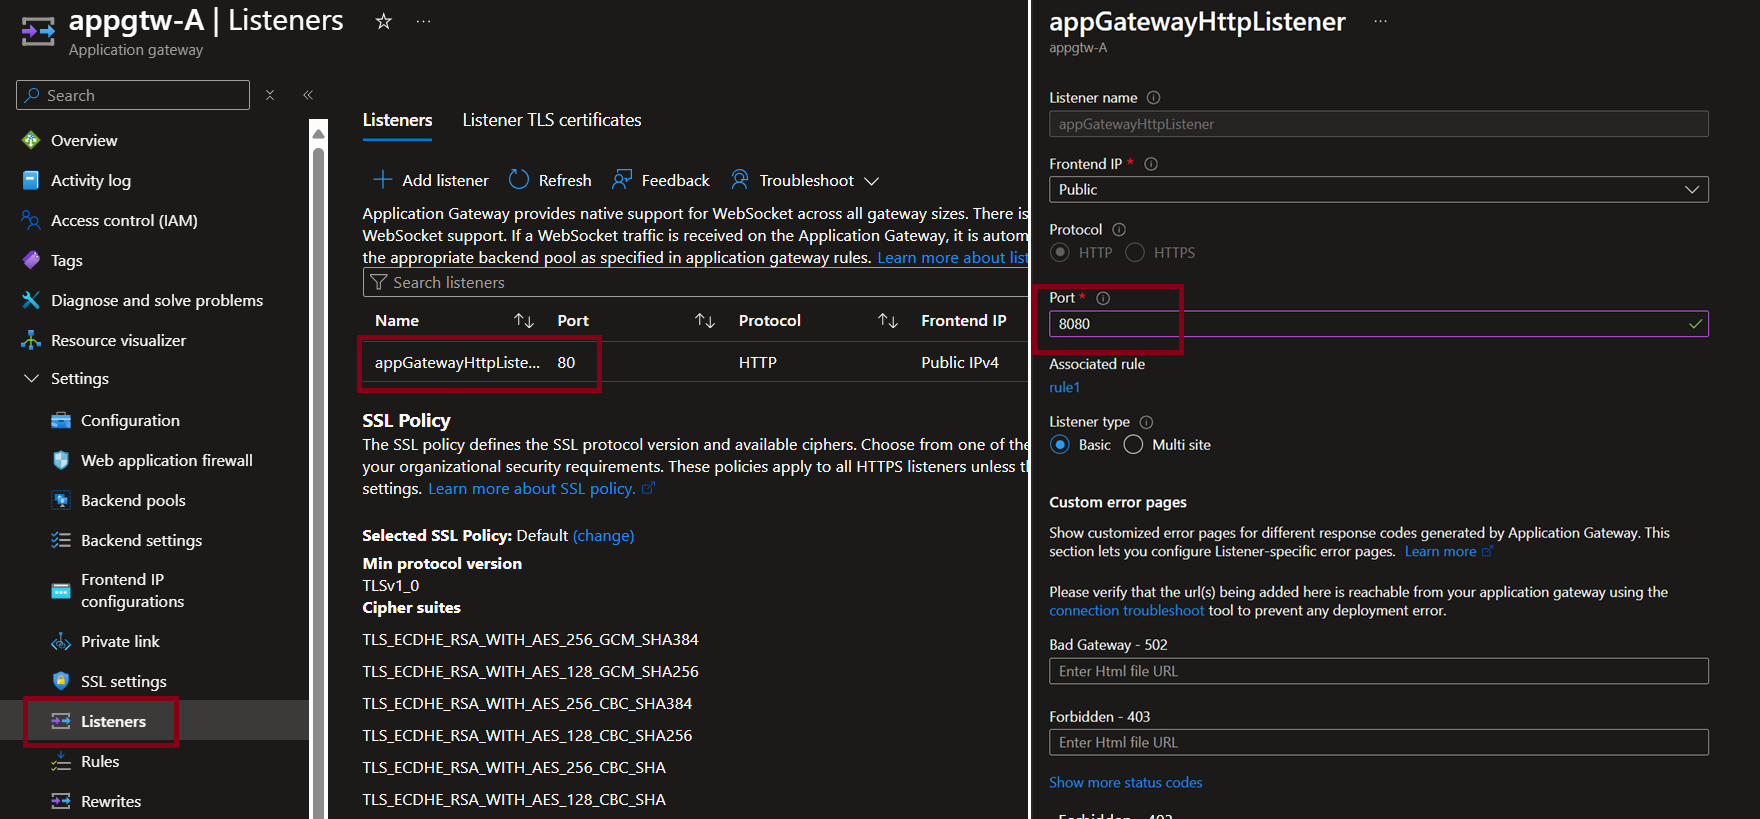 appgtw-A | Listeners
Application gateway
Search
Overview
Activity log
Access control (IAM)
Tags
Diagnose and solve problems
Resource visualizer
Settings
Configuration
Web application firewall
Backend pools
Backend settings
Frontend IP
configurations
Private link
SSL settings
Listeners
Rules
Rewrites
Listeners Listener TLS certificates
Add listener Refresh Feedback Troubleshoot
Application Gateway provides native support for WebSocket across all gateway sizes. There is
WebSocket support. If a WebSocket traffic is received on the Application Gateway, it is autom
the appropriate backend pool as specified in application gateway rules. Learn more about list
Search listeners
Name Port Protocol Frontend IP
appGatewayHttpListe... 80 HTTP Public IPv4
SSL Policy
The SSL policy defines the SSL protocol version and available ciphers. Choose from one of the
your organizational security requirements. These policies apply to all HTTPS listeners unless th
settings. Learn more about SSL policy.
Selected SSL Policy: Default (change)
Min protocol version
TLSv1_0
Cipher suites
TLS_ECDHE_RSA_WITH_AES_256_GCM_SHA384
TLS_ECDHE_RSA_WITH_AES_128_GCM_SHA256
TLS_ECDHE_RSA_WITH_AES_256_CBC_SHA384
TLS_ECDHE_RSA_WITH_AES_128_CBC_SHA256
TLS_ECDHE_RSA_WITH_AES_256_CBC_SHA
TLS_ECDHE_RSA_WITH_AES_128_CBC_SHA
appGatewayHttpListener
appgtw-A
Listener name
appGatewayHttpListener
Frontend IP *
Public
Protocol
HTTP HTTPS
Port *
8080
Associated rule
rule1
Listener type
Basic Multi site
Custom error pages
Show customized error pages for different response codes generated by Application Gateway. This
section lets you configure Listener-specific error pages. Learn more
Please verify that the url(s) being added here is reachable from your application gateway using the
connection troubleshoot tool to prevent any deployment error.
Bad Gateway - 502
Enter Html file URL
Forbidden - 403
Enter Html file URL
Show more status codes